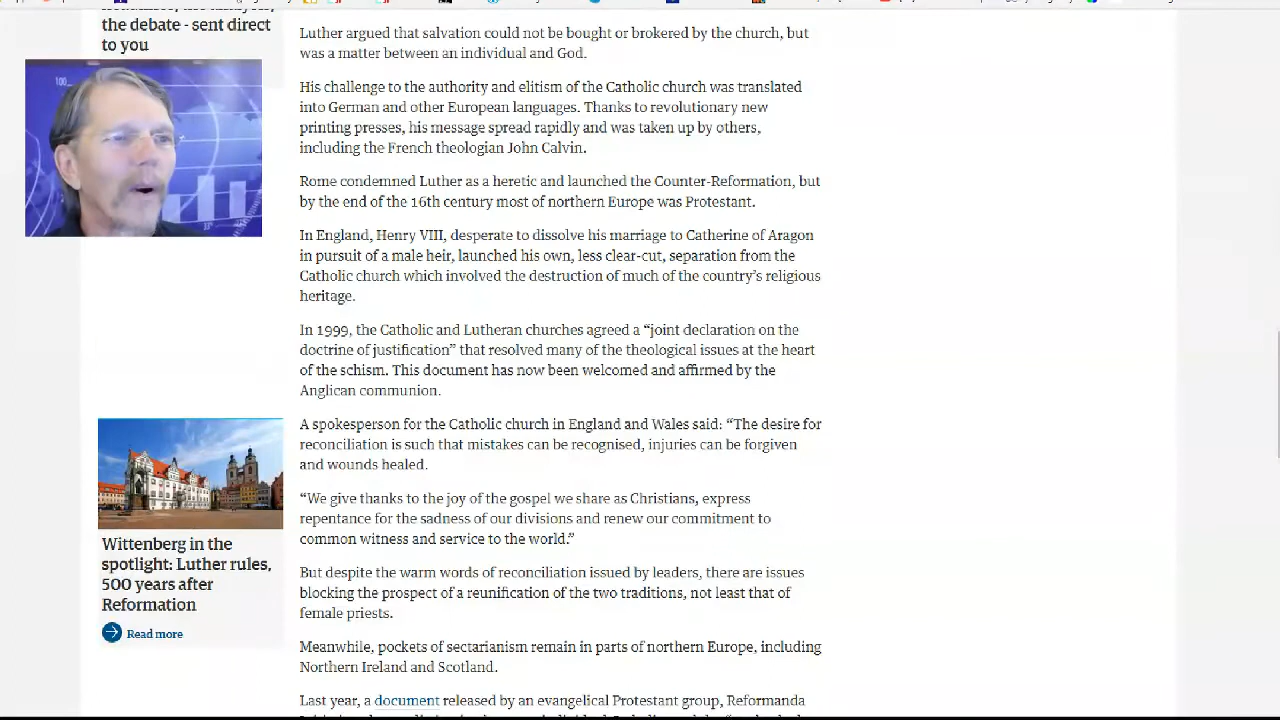 the debate - sent direct
to you
Luther argued that salvation could not be bought or brokered by the church, but
was a matter between an individual and God.
His challenge to the authority and elitism of the Catholic church was translated
into German and other European languages. Thanks to revolutionary new
printing presses, his message spread rapidly and was taken up by others,
including the French theologian John Calvin.
Rome condemned Luther as a heretic and launched the Counter-Reformation, but
by the end of the 16th century most of northern Europe was Protestant.
In England, Henry VIII, desperate to dissolve his marriage to Catherine of Aragon
in pursuit of a male heir, launched his own, less clear-cut, separation from the
Catholic church which involved the destruction of much of the country’s religious
heritage.
In 1999, the Catholic and Lutheran churches agreed a “joint declaration on the
doctrine of justification” that resolved many of the theological issues at the heart
of the schism. This document has now been welcomed and affirmed by the
Anglican communion.
A spokesperson for the Catholic church in England and Wales said: “The desire for
reconciliation is such that mistakes can be recognised, injuries can be forgiven
and wounds healed.
“We give thanks to the joy of the gospel we share as Christians, express
repentance for the sadness of our divisions and renew our commitment to
common witness and service to the world.”
Wittenberg in the
spotlight: Luther rules,
500 years after
Reformation
Read more
But despite the warm words of reconciliation issued by leaders, there are issues
blocking the prospect of a reunification of the two traditions, not least that of
female priests.
Meanwhile, pockets of sectarianism remain in parts of northern Europe, including
Northern Ireland and Scotland.
Last year, a document released by an evangelical Protestant group, Reformanda